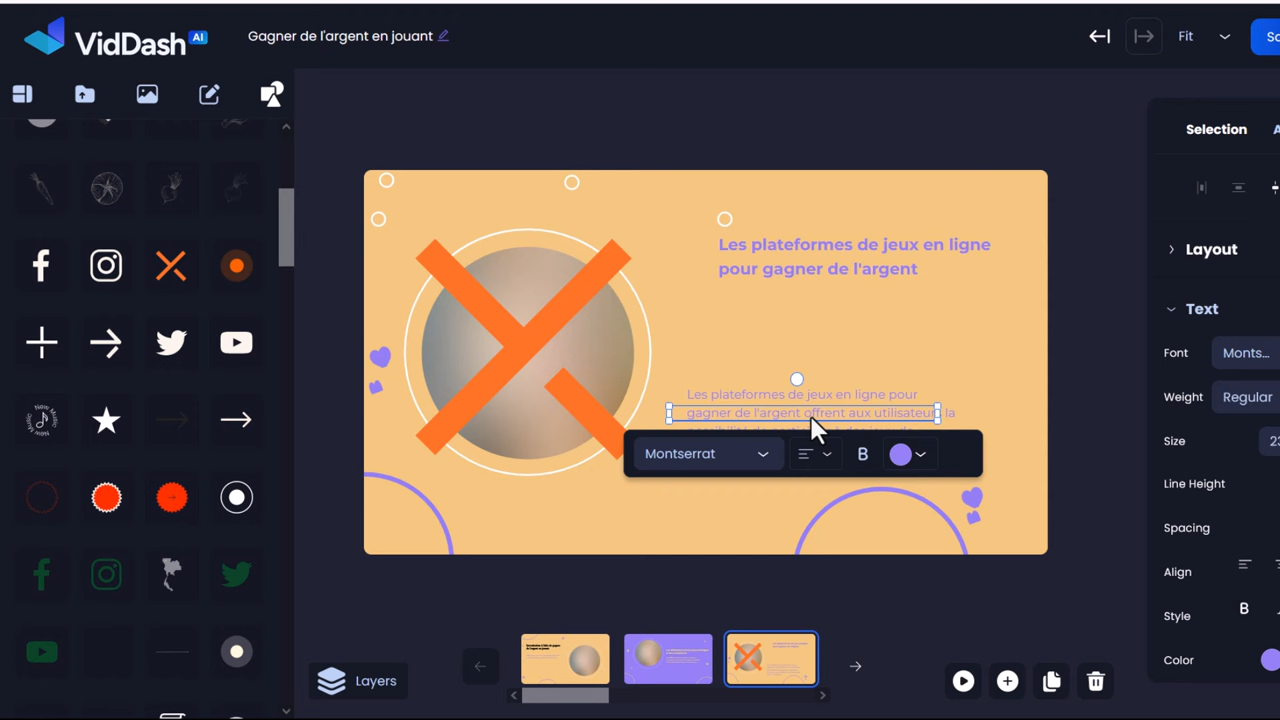 VidDash AI
Gagner de l'argent en jouant
Fit
Selection
Layout
Les plateformes de jeux en ligne
pour gagner de l'argent
Text
Font
Monts...
Weight
Regular
Les plateformes de jeux en ligne pour
gagner de l'argent offrent aux utilisateurs la
Montserrat
B
Size
Line Height
Spacing
Align
Style
B
Color
Layers